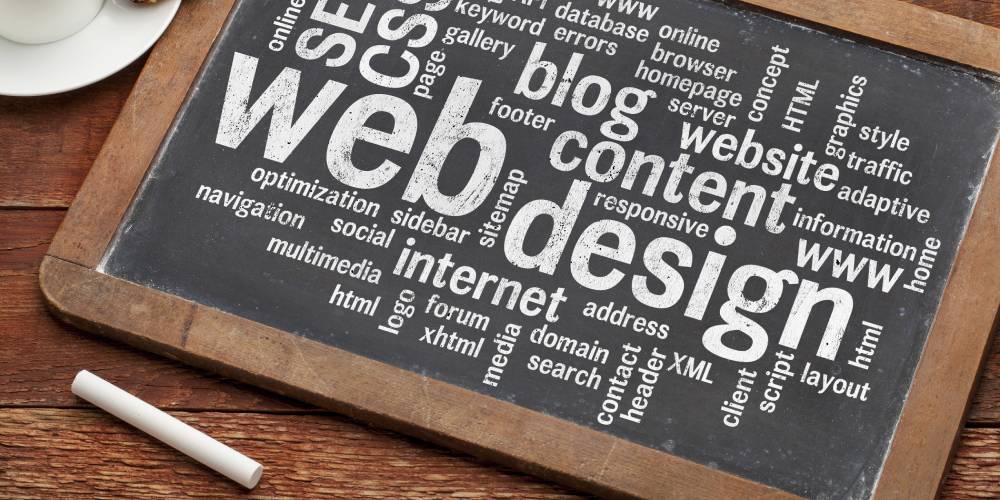 online
SEO
CSS
keyword
database
www
online
gallery
errors
browser
page
blog
homepage
concept
HTML
server
graphics
style
web
footer
website
traffic
content
adaptive
optimization
sitemap
responsive
information
navigation
sidebar
social
design
www
home
multimedia
internet
html
logo
forum
address
xhtml
media
domain
search
contact
header
XML
client
script
layout
html